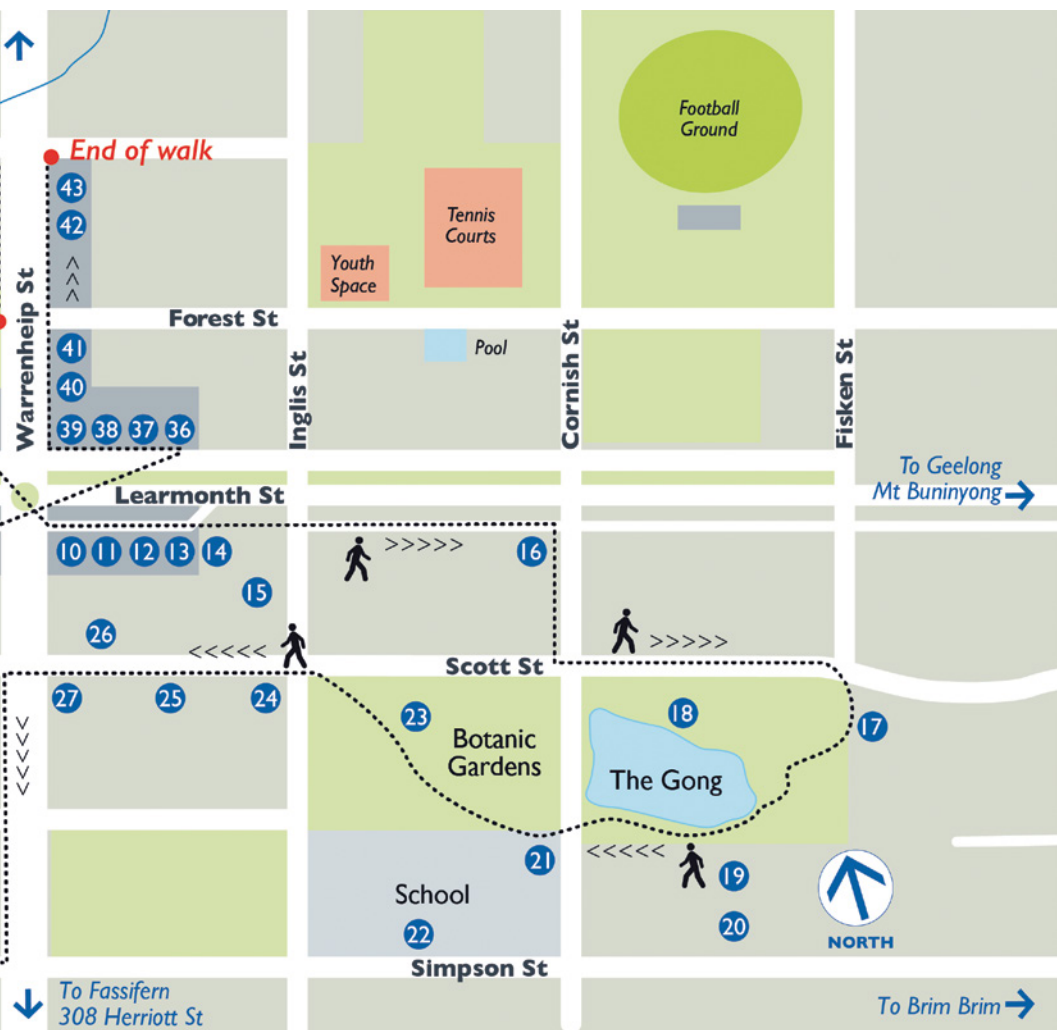 Football
Ground
End of walk
43
42
Tennis
Courts
Youth
Space
> > >
Warrenheip St
Forest St
Inglis St
Cornish St
Fisken St
41
Pool
40
39 38 37 36
To Geelong
Mt Buninyong
Learmonth St
10 11 12 13 14
>>>>>
16
15
26
<<<<<
>>>>>
Scott St
27 25 24
23
18
17
Botanic
Gardens
The Gong
>>>>>
21
<<<<<
19
School
22
20
NORTH
Simpson St
To Fassifern
308 Herriott St
To Brim Brim